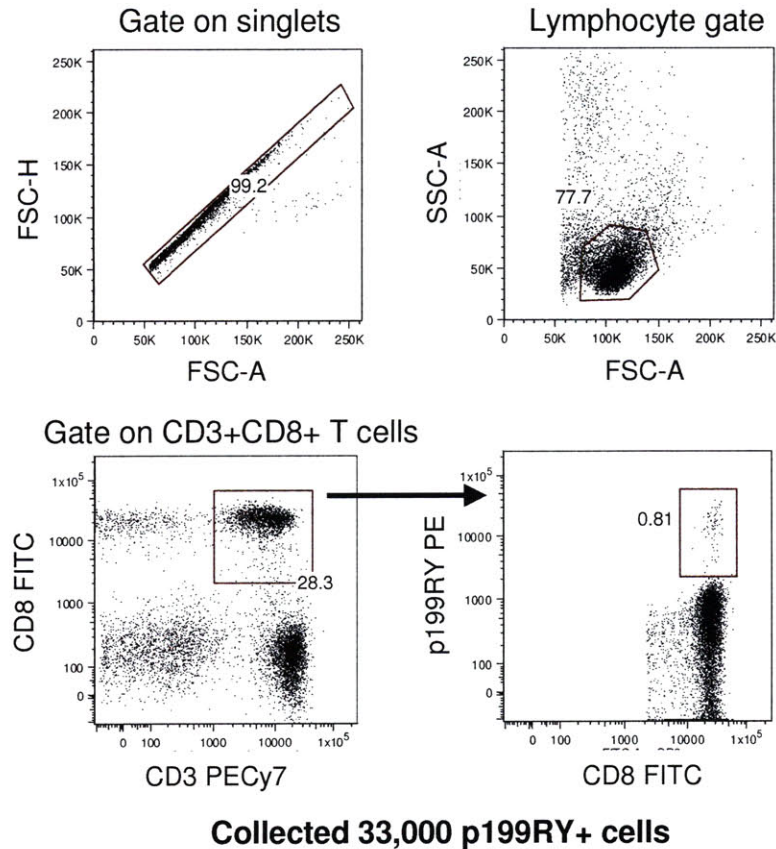 Gate on singlets
250K
200K
150K
100K
50K
0
FSC-H
99.2
0 50K 100K 150K 200K 250K
FSC-A
Lymphocyte gate
250K
200K
150K
100K
50K
0
SSC-A
77.7
0 50K 100K 150K 200K 250K
FSC-A
Gate on CD3+CD8+ T cells
1x10⁵
10000
1000
100
0
CD8 FITC
28.3
0 100 1000 10000 1x10⁵
CD3 PECy7
1x10⁵
10000
1000
100
0
p199RY PE
0.81
0 100 1000 10000 1x10⁵
CD8 FITC
Collected 33,000 p199RY+ cells